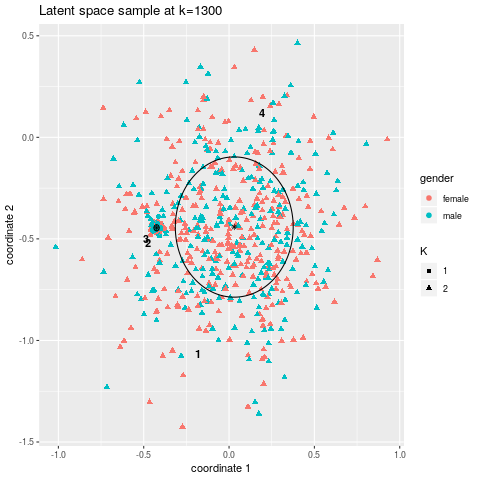 Latent space sample at k=1300
coordinate 2
0.5
0.0
-0.5
-1.0
-1.5
4
3
2
1
-1.0 -0.5 0.0 0.5 1.0
coordinate 1
gender
female
male
K
1
2